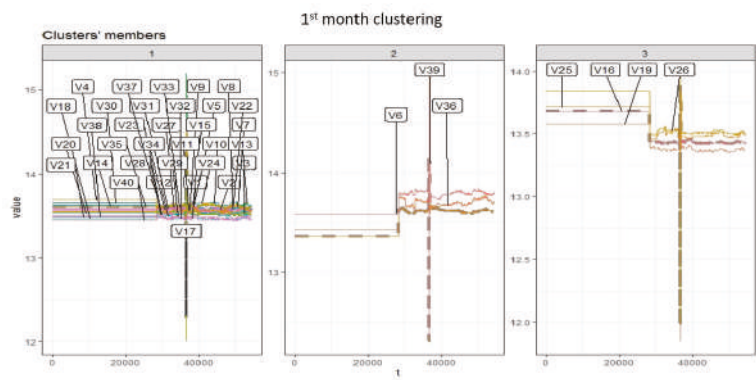 1st month clustering
Clusters' members
1
2
3
15
14
13
12
value
V4
V37
V33
V9
V8
V18
V30
V31
V32
V5
V22
V38
V23
V27
V15
V7
V20
V35
V34
V11
V10
V13
V21
V14
V28
V29
V24
V3
V40
V17
0
20000
40000
15
14
13
V39
V6
V36
0
20000
40000
t
14.0
13.5
13.0
12.5
12.0
V25
V16
V19
V26
0
20000
40000